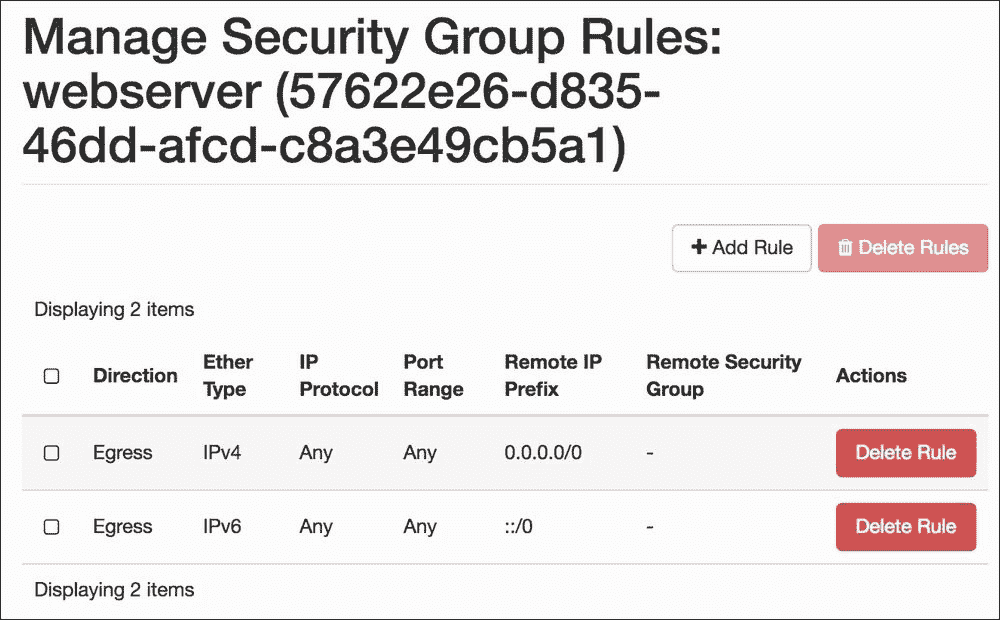 Manage Security Group Rules:
webserver (57622e26-d835-
46dd-afcd-c8a3e49cb5a1)
+ Add Rule Delete Rules
Displaying 2 items
Direction Ether Type IP Protocol Port Range Remote IP Prefix Remote Security Group Actions
Egress IPv4 Any Any 0.0.0.0/0 - Delete Rule
Egress IPv6 Any Any ::/0 - Delete Rule
Displaying 2 items